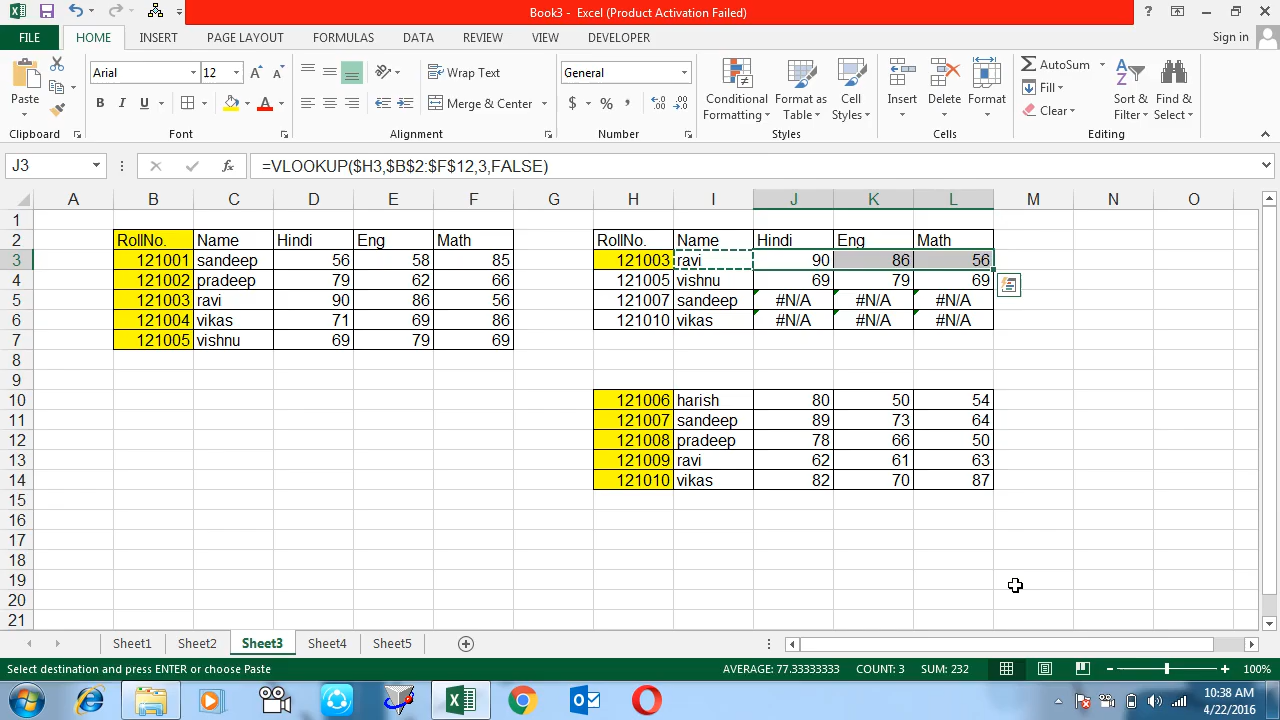 Book3 - Excel (Product Activation Failed)
FILE HOME INSERT PAGE LAYOUT FORMULAS DATA REVIEW VIEW DEVELOPER Sign in
Paste Arial 12 Wrap Text General Conditional Formatting Format as Table Cell Styles Insert Delete Format AutoSum Sort & Filter Find & Select
B I U A Merge & Center $ % , Fill Clear
Clipboard Font Alignment Number Styles Cells Editing
J3 fx =VLOOKUP($H3,$B$2:$F$12,3,FALSE)
A B C D E F G H I J K L M N O
1
2 RollNo. Name Hindi Eng Math RollNo. Name Hindi Eng Math
3 121001 sandeep 56 58 85 121003 ravi 90 86 56
4 121002 pradeep 79 62 66 121005 vishnu 69 79 69
5 121003 ravi 90 86 56 121007 sandeep #N/A #N/A #N/A
6 121004 vikas 71 69 86 121010 vikas #N/A #N/A #N/A
7 121005 vishnu 69 79 69
8
9
10 121006 harish 80 50 54
11 121007 sandeep 89 73 64
12 121008 pradeep 78 66 50
13 121009 ravi 62 61 63
14 121010 vikas 82 70 87
15
16
17
18
19
20
21
Sheet1 Sheet2 Sheet3 Sheet4 Sheet5
Select destination and press ENTER or choose Paste AVERAGE: 77.33333333 COUNT: 3 SUM: 232 100%
10:38 AM
4/22/2016